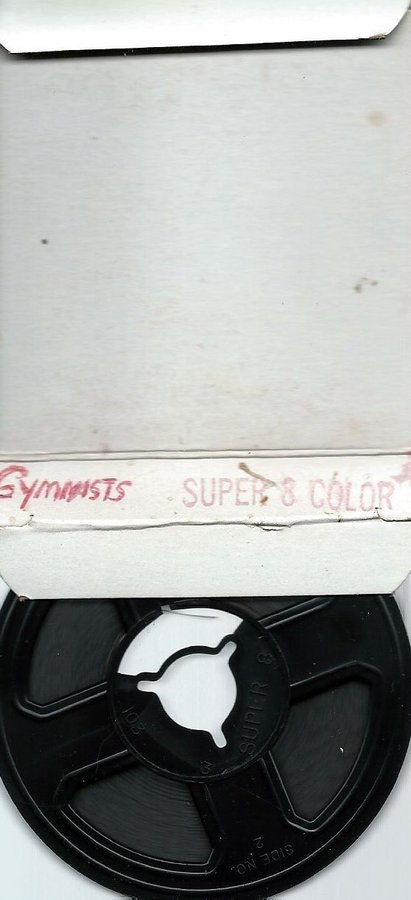 GYMNISTS SUPER 8 COLOR
SUPER 8
SIDE NO.
2